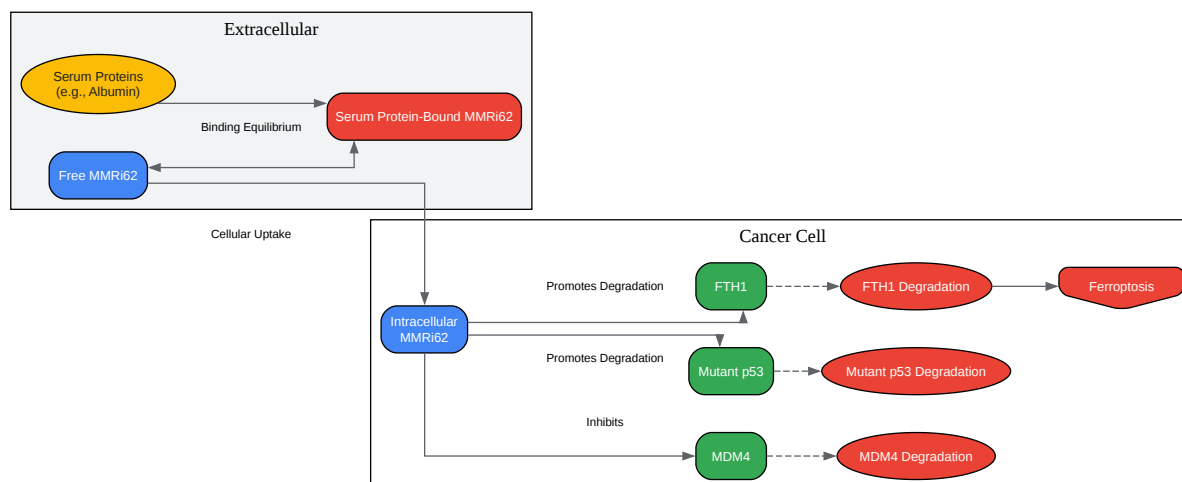 Extracellular
Serum Proteins
(e.g., Albumin)
Serum Protein-Bound MMRi62
Binding Equilibrium
Free MMRi62
Cellular Uptake
Cancer Cell
Promotes Degradation
FTH1
FTH1 Degradation
Ferroptosis
Intracellular
MMRi62
Promotes Degradation
Mutant p53
Mutant p53 Degradation
Inhibits
MDM4
MDM4 Degradation